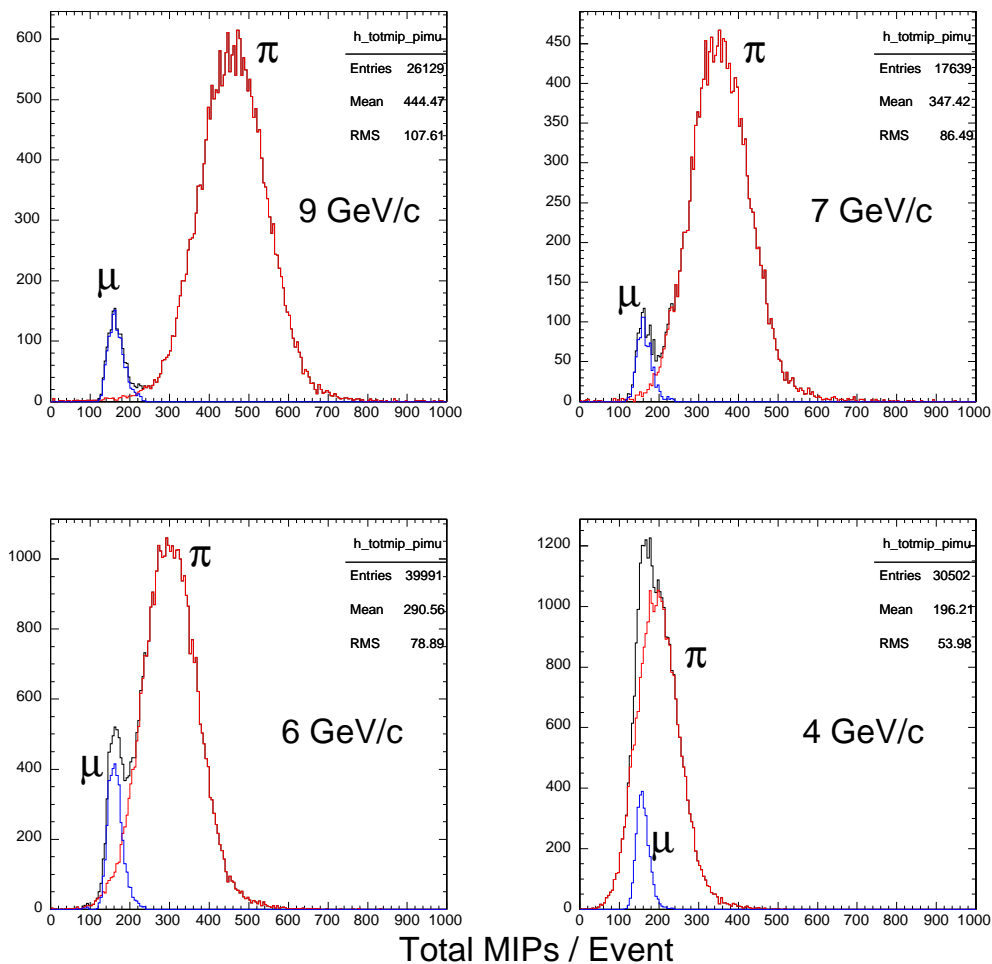 h_totmip_pimu
Entries 26129
Mean 444.47
RMS 107.61
π
μ
9 GeV/c
0
100
200
300
400
500
600
0 100 200 300 400 500 600 700 800 900 1000
h_totmip_pimu
Entries 17639
Mean 347.42
RMS 86.49
π
μ
7 GeV/c
0
50
100
150
200
250
300
350
400
450
0 100 200 300 400 500 600 700 800 900 1000
h_totmip_pimu
Entries 39991
Mean 290.56
RMS 78.89
π
μ
6 GeV/c
0
200
400
600
800
1000
0 100 200 300 400 500 600 700 800 900 1000
h_totmip_pimu
Entries 30502
Mean 196.21
RMS 53.98
π
μ
4 GeV/c
0
200
400
600
800
1000
1200
0 100 200 300 400 500 600 700 800 900 1000
Total MIPs / Event